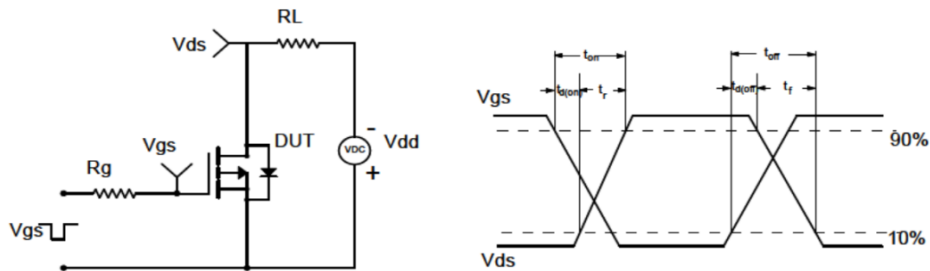 RL
Vds
Vgs
DUT
-
VDC
Vdd
+
Rg
Vgs
ton
toff
td(on)
tr
td(off)
tf
Vgs
90%
10%
Vds